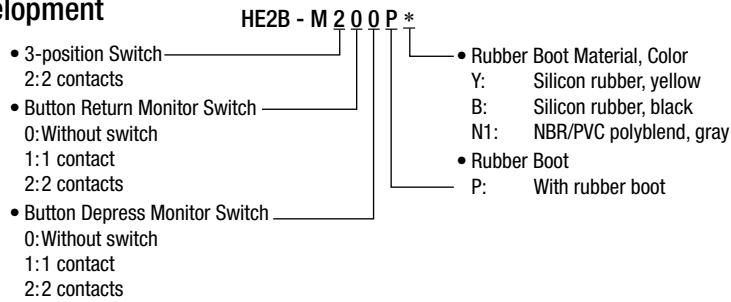 elopment
HE2B - M 2 0 0 P *
• 3-position Switch
2:2 contacts
• Button Return Monitor Switch
0:Without switch
1:1 contact
2:2 contacts
• Button Depress Monitor Switch
0:Without switch
1:1 contact
2:2 contacts
• Rubber Boot Material, Color
Y: Silicon rubber, yellow
B: Silicon rubber, black
N1: NBR/PVC polyblend, gray
• Rubber Boot
P: With rubber boot